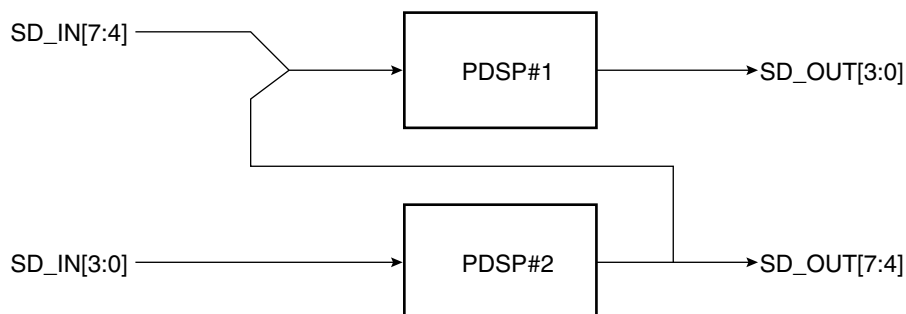 SD_IN[7:4]
PDSP#1
SD_OUT[3:0]
SD_IN[3:0]
PDSP#2
SD_OUT[7:4]